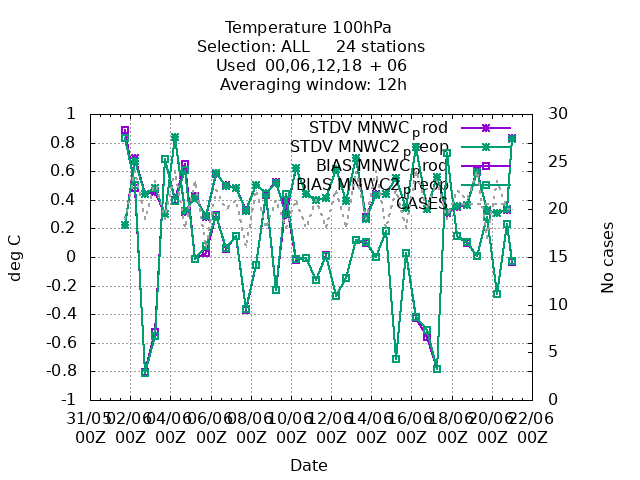 Temperature 100hPa
Selection: ALL 24 stations
Used 00,06,12,18 + 06
Averaging window: 12h
STDV MNWCprod
STDV MNWC2preop
BIAS MNWCprod
BIAS MNWC2preop
CASES
1
0.8
0.6
0.4
0.2
0
-0.2
-0.4
-0.6
-0.8
-1
30
25
20
15
10
5
0
deg C
No cases
31/05 02/06 04/06 06/06 08/06 10/06 12/06 14/06 16/06 18/06 20/06 22/06
00Z 00Z 00Z 00Z 00Z 00Z 00Z 00Z 00Z 00Z 00Z 00Z
Date